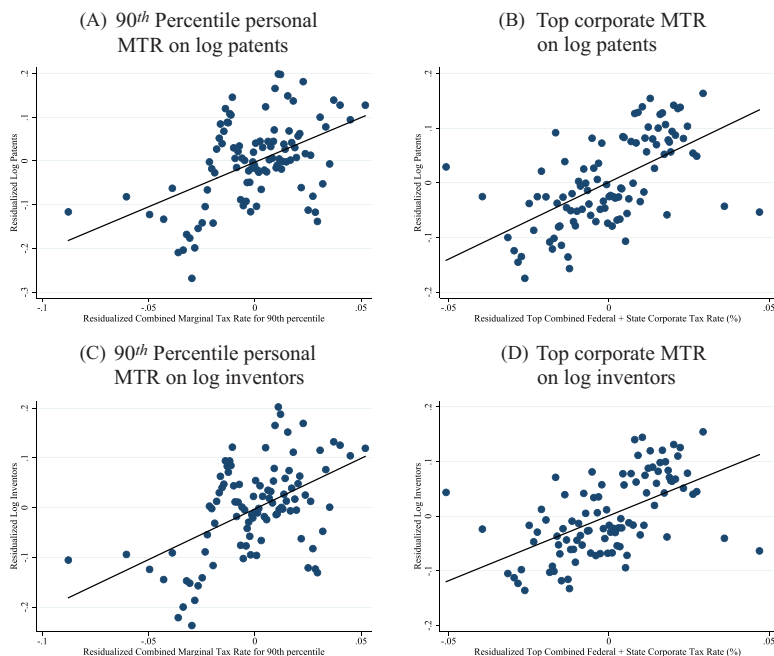 (A) 90th Percentile personal
MTR on log patents
Residualized Log Patents
.2
.1
0
-.1
-.2
-.3
-.1
-.05
0
.05
Residualized Combined Marginal Tax Rate for 90th percentile
(B) Top corporate MTR
on log patents
Residualized Log Patents
.2
.1
0
-.1
-.2
-.05
0
.05
Residualized Top Combined Federal + State Corporate Tax Rate (%)
(C) 90th Percentile personal
MTR on log inventors
Residualized Log Inventors
.2
.1
0
-.1
-.2
-.1
-.05
0
.05
Residualized Combined Marginal Tax Rate for 90th percentile
(D) Top corporate MTR
on log inventors
Residualized Log Inventors
.2
.1
0
-.1
-.2
-.05
0
.05
Residualized Top Combined Federal + State Corporate Tax Rate (%)